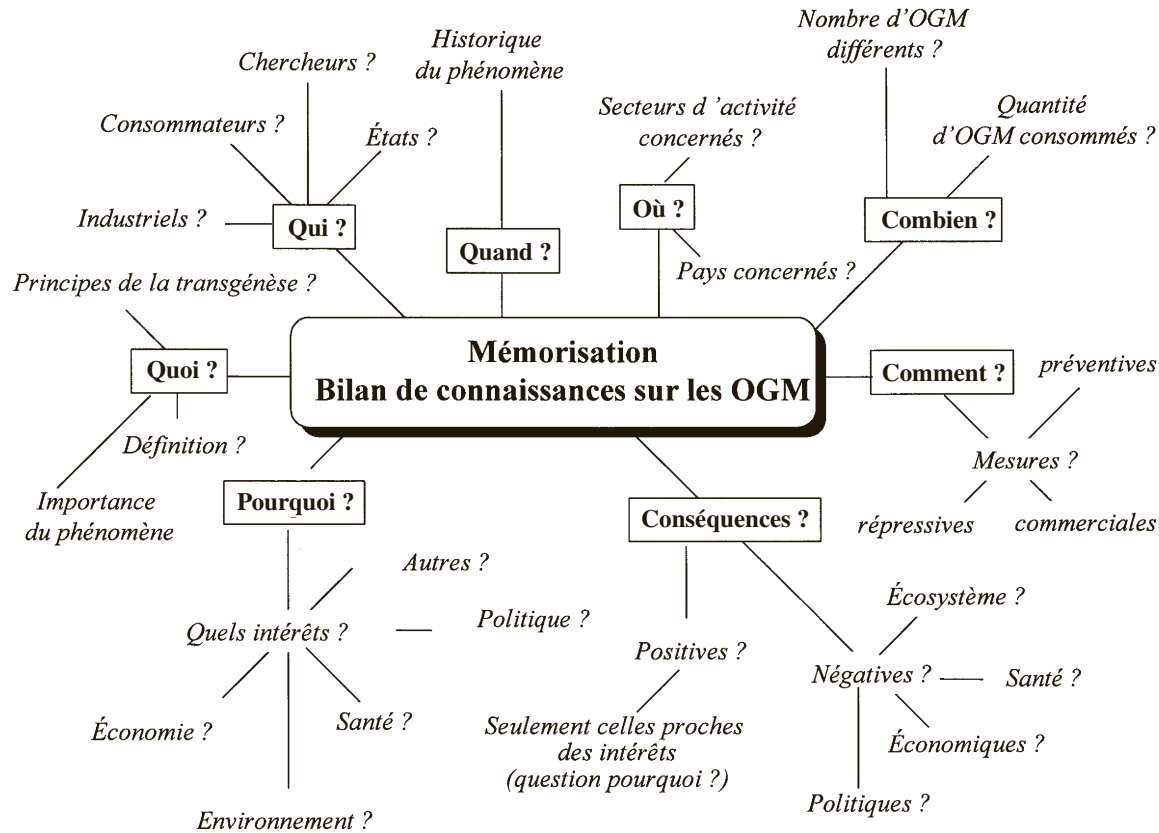 Nombre d'OGM
différents ?
Historique
du phénomène
Chercheurs ?
Secteurs d 'activité
concernés ?
Quantité
d'OGM consommés ?
Consommateurs ?
États ?
Industriels ?
Qui ?
Où ?
Combien ?
Quand ?
Pays concernés ?
Principes de la transgénèse ?
Mémorisation
Bilan de connaissances sur les OGM
Quoi ?
Comment ?
préventives
Définition ?
Mesures ?
Importance
du phénomène
Pourquoi ?
Conséquences ?
répressives
commerciales
Autres ?
Écosystème ?
Quels intérêts ?
Politique ?
Positives ?
Négatives ?
Santé ?
Économie ?
Santé ?
Seulement celles proches
des intérêts
(question pourquoi ?)
Économiques ?
Politiques ?
Environnement ?